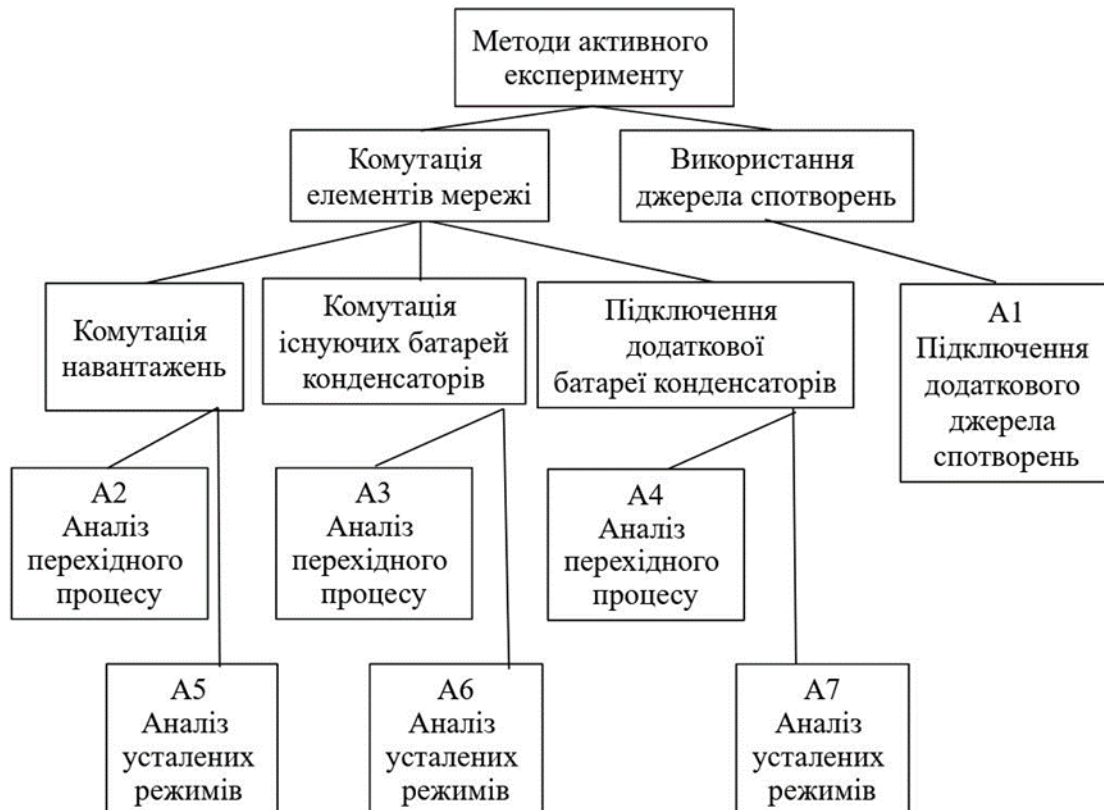 Методи активного
експерименту
Комутація
елементів мережі
Використання
джерела спотворень
Комутація
навантажень
Комутація
існуючих батарей
конденсаторів
Підключення
додаткової
батареї конденсаторів
А1
Підключення
додаткового
джерела
спотворень
А2
Аналіз
перехідного
процесу
А3
Аналіз
перехідного
процесу
А4
Аналіз
перехідного
процесу
А5
Аналіз
усталених
режимів
А6
Аналіз
усталених
режимів
А7
Аналіз
усталених
режимів